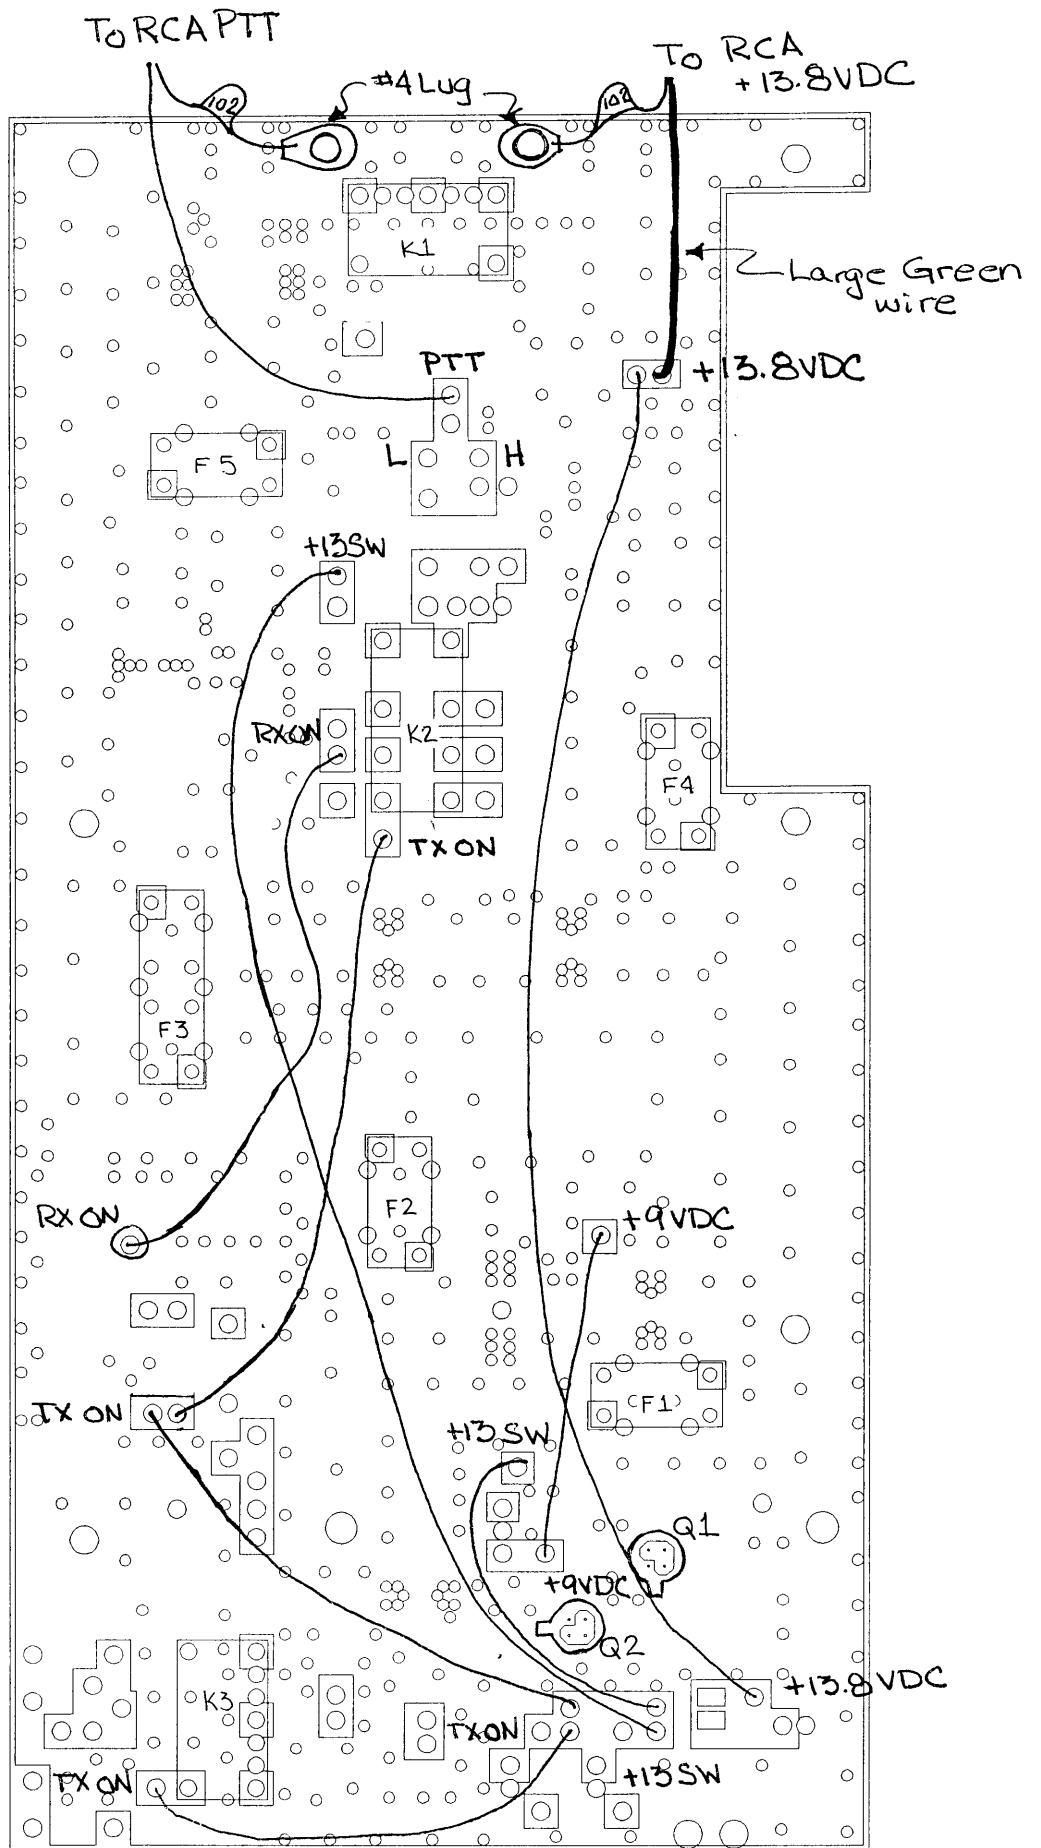 To RCA PTT
To RCA
+13.8VDC
102
#4 Lug
102
K1
Large Green
wire
PTT
+13.8VDC
L
H
F5
+13SW
RXON
K2
F4
TX ON
F3
F2
RX ON
+9VDC
(F1)
TX ON
+13SW
Q1
+9VDC
Q2
K3
+13.8VDC
TXON
+13SW
TX ON